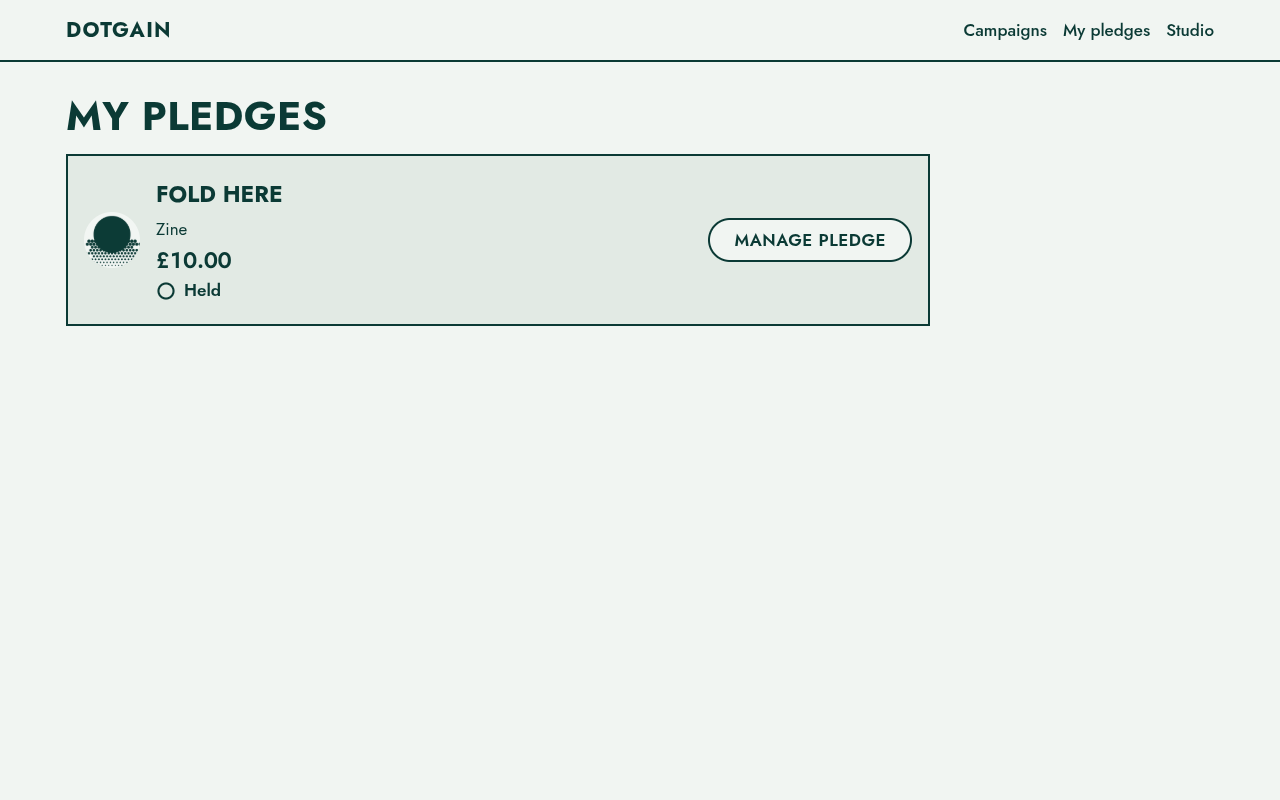 DOTGAIN
Campaigns My pledges Studio
MY PLEDGES
FOLD HERE
Zine
£10.00
Held
MANAGE PLEDGE